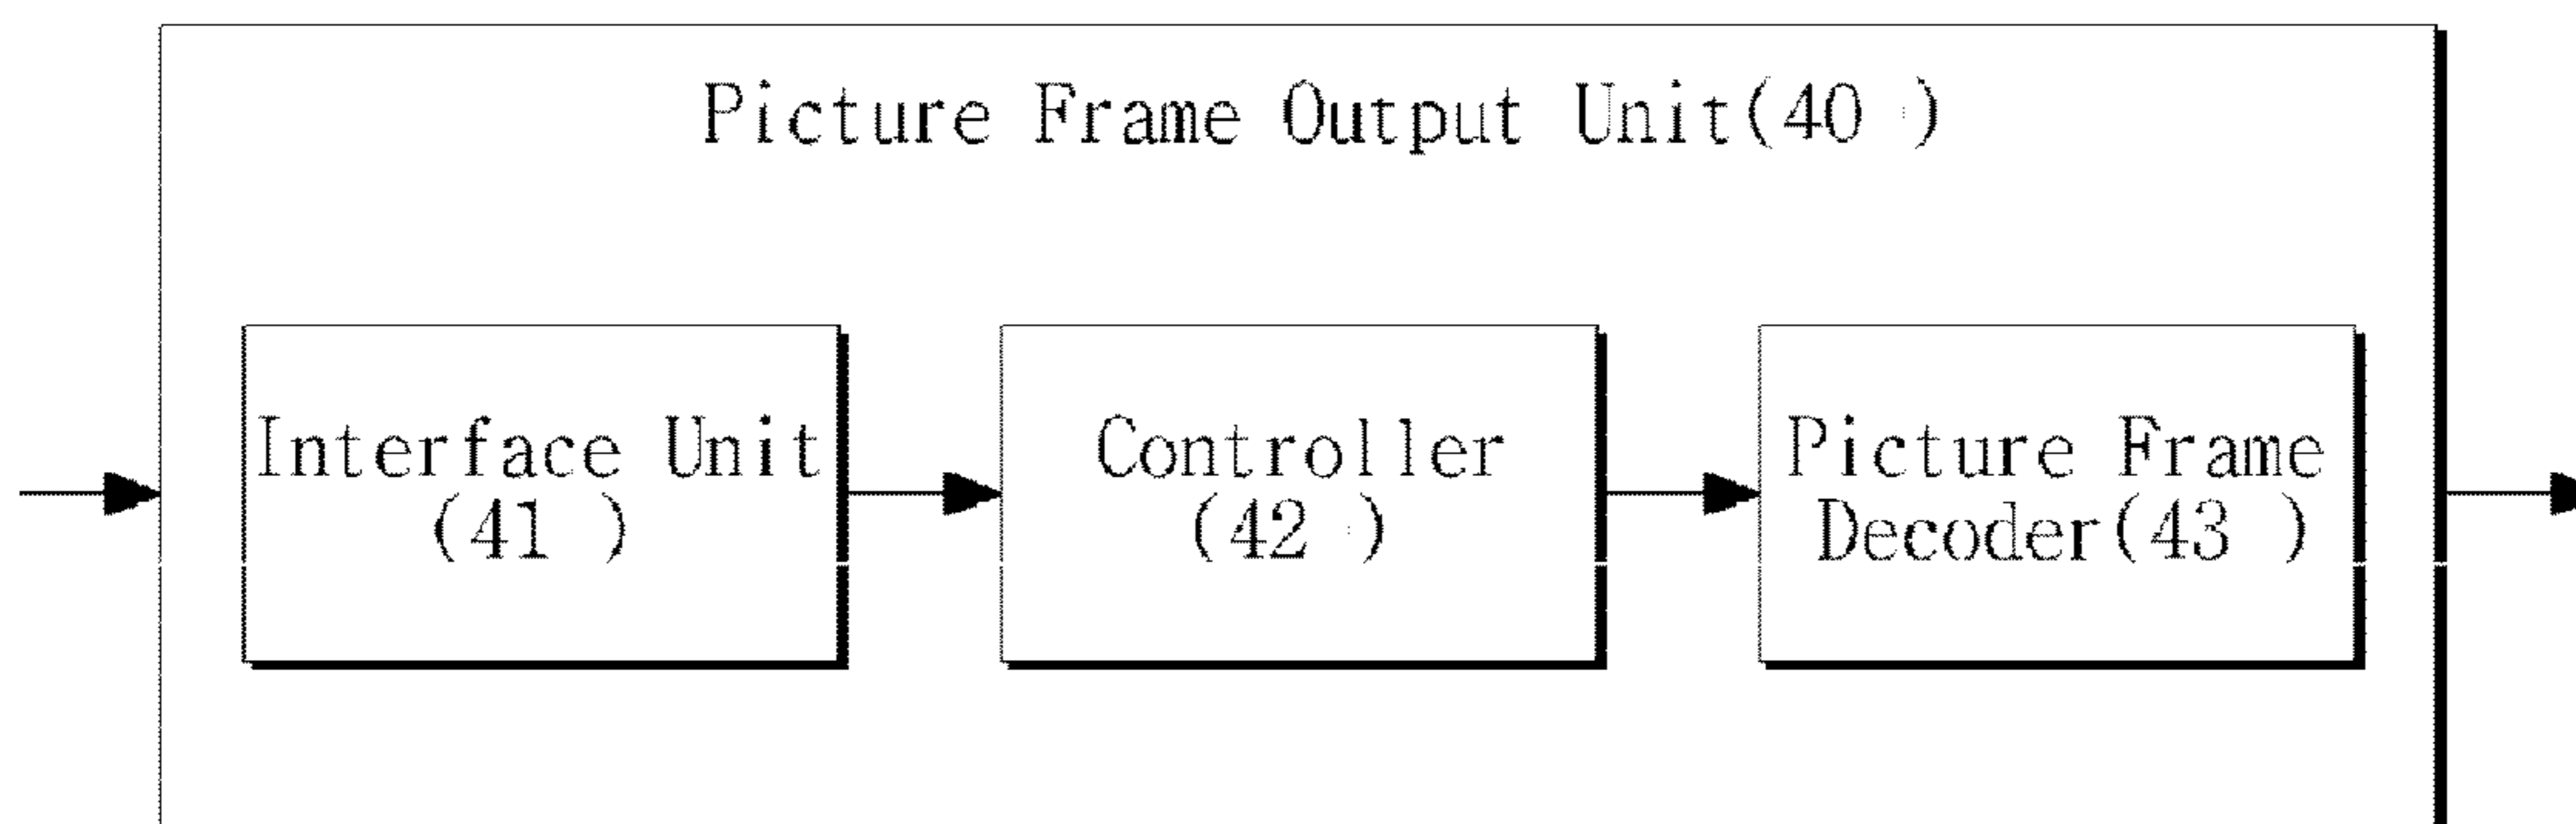 Picture Frame Output Unit(40 )
Interface Unit
(41 )
Controller
(42 )
Picture Frame
Decoder(43 )